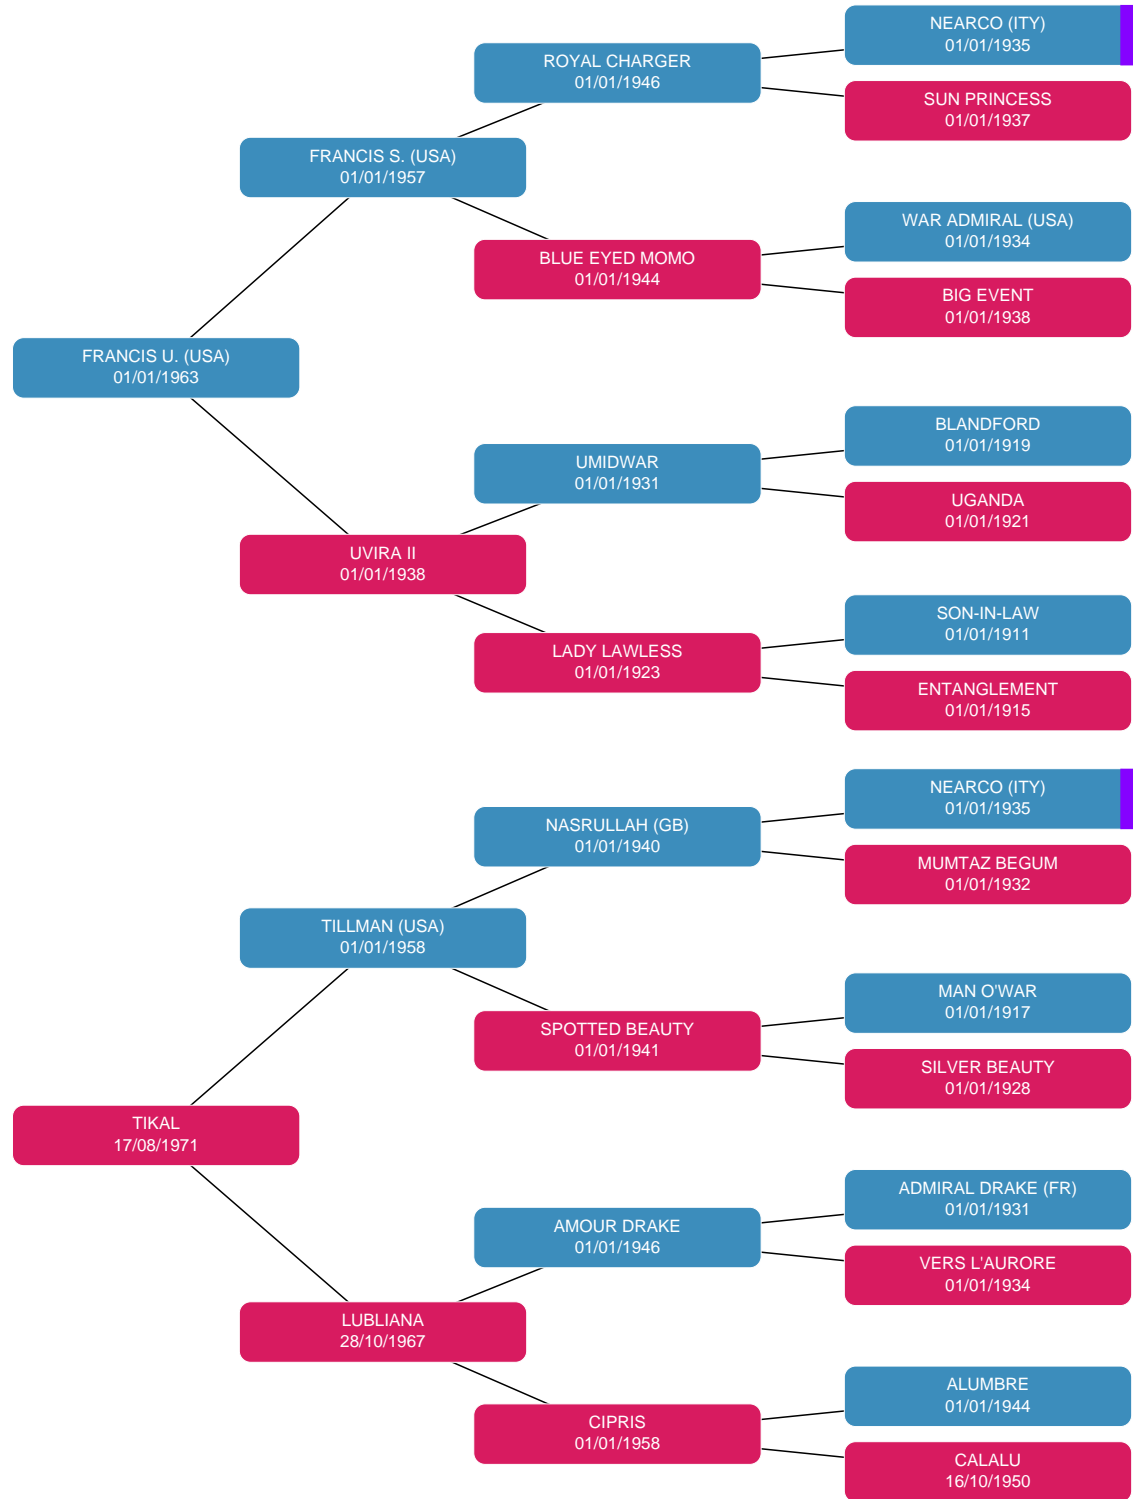 NEARCO (ITY)
01/01/1935
ROYAL CHARGER
01/01/1946
SUN PRINCESS
01/01/1937
FRANCIS S. (USA)
01/01/1957
WAR ADMIRAL (USA)
01/01/1934
BLUE EYED MOMO
01/01/1944
BIG EVENT
01/01/1938
FRANCIS U. (USA)
01/01/1963
BLANDFORD
01/01/1919
UMIDWAR
01/01/1931
UGANDA
01/01/1921
UVIRA II
01/01/1938
SON-IN-LAW
01/01/1911
LADY LAWLESS
01/01/1923
ENTANGLEMENT
01/01/1915
NEARCO (ITY)
01/01/1935
NASRULLAH (GB)
01/01/1940
MUMTAZ BEGUM
01/01/1932
TILLMAN (USA)
01/01/1958
MAN O'WAR
01/01/1917
SPOTTED BEAUTY
01/01/1941
SILVER BEAUTY
01/01/1928
TIKAL
17/08/1971
ADMIRAL DRAKE (FR)
01/01/1931
AMOUR DRAKE
01/01/1946
VERS L'AURORE
01/01/1934
LUBLIANA
28/10/1967
ALUMBRE
01/01/1944
CIPRIS
01/01/1958
CALALU
16/10/1950